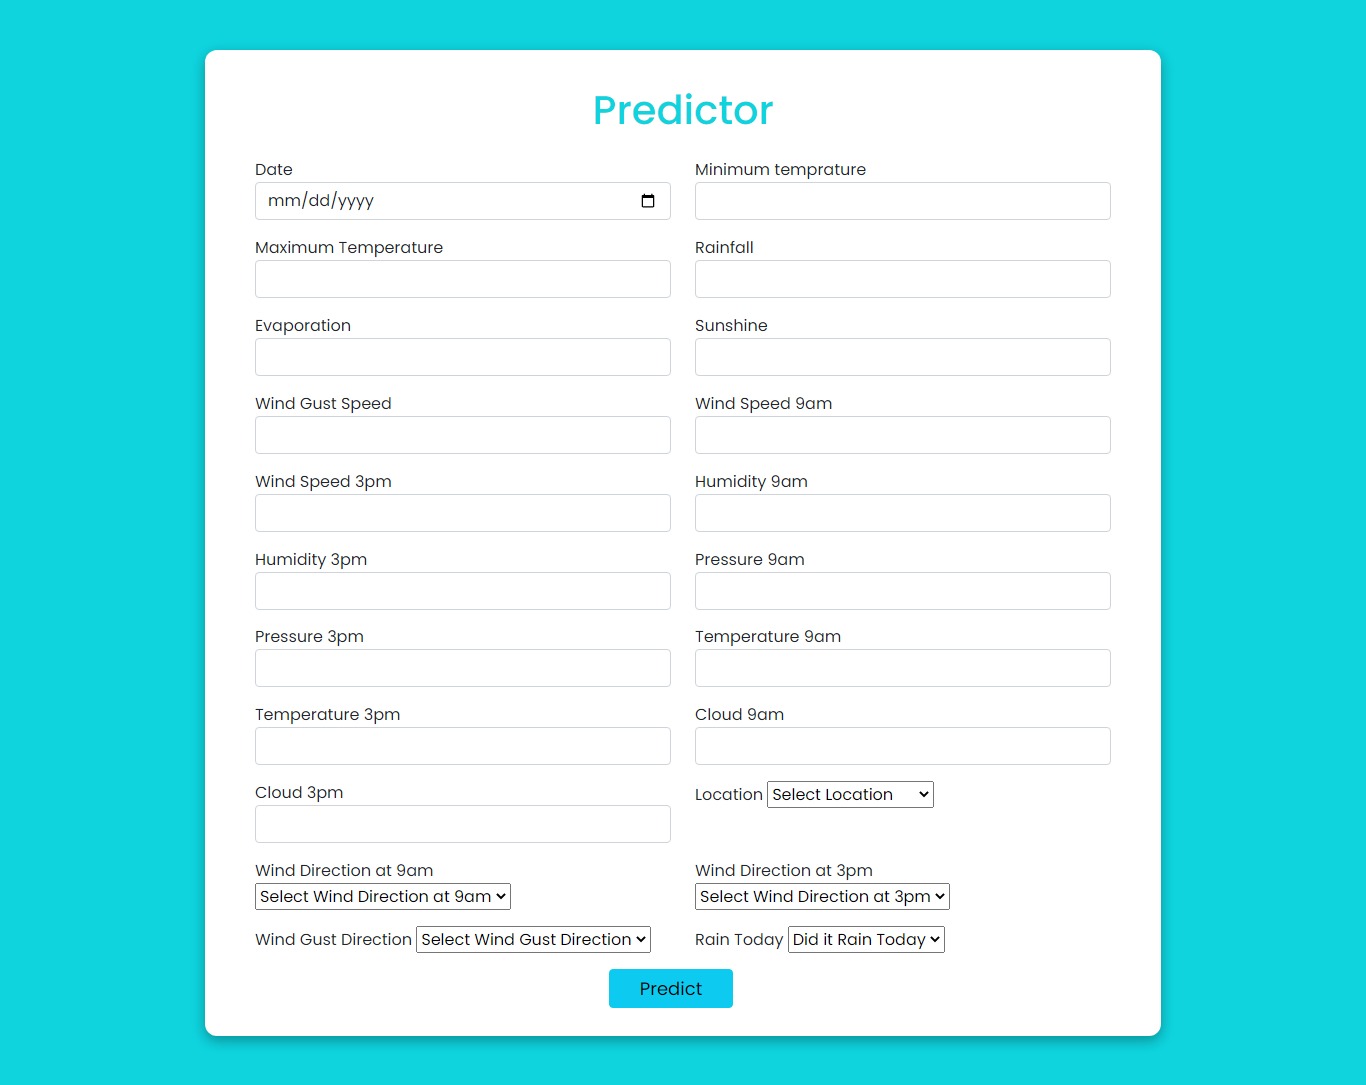 Predictor
Date
Minimum temprature
mm/dd/yyyy
Maximum Temperature
Rainfall
Evaporation
Sunshine
Wind Gust Speed
Wind Speed 9am
Wind Speed 3pm
Humidity 9am
Humidity 3pm
Pressure 9am
Pressure 3pm
Temperature 9am
Temperature 3pm
Cloud 9am
Cloud 3pm
Location Select Location
Wind Direction at 9am
Select Wind Direction at 9am
Wind Direction at 3pm
Select Wind Direction at 3pm
Wind Gust Direction Select Wind Gust Direction
Rain Today Did it Rain Today
Predict